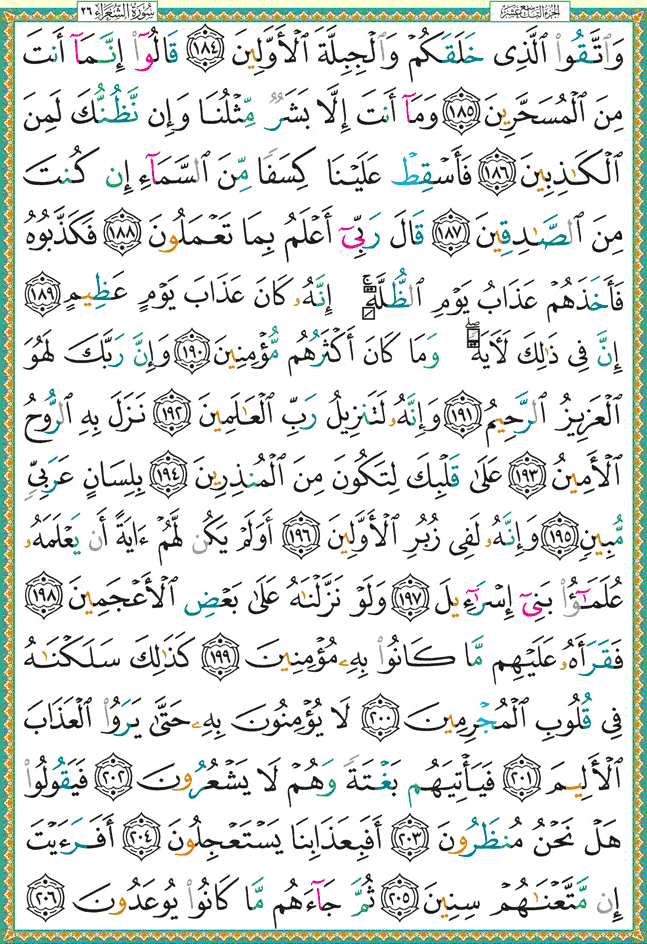 سُورَةُ الشُّعَرَاءِ ٢٦ الجزء التاسع عشر
وَٱتَّقُوا۟ ٱلَّذِى خَلَقَكُمْ وَٱلْجِبِلَّةَ ٱلْأَوَّلِينَ ١٨٤ قَالُوٓا۟ إِنَّمَآ أَنتَ
مِنَ ٱلْمُسَحَّرِينَ ١٨٥ وَمَآ أَنتَ إِلَّا بَشَرٌ مِّثْلُنَا وَإِن نَّظُنُّكَ لَمِنَ
ٱلْكَـٰذِبِينَ ١٨٦ فَأَسْقِطْ عَلَيْنَا كِسَفًا مِّنَ ٱلسَّمَآءِ إِن كُنتَ
مِنَ ٱلصَّـٰدِقِينَ ١٨٧ قَالَ رَبِّىٓ أَعْلَمُ بِمَا تَعْمَلُونَ ١٨٨ فَكَذَّبُوهُ
فَأَخَذَهُمْ عَذَابُ يَوْمِ ٱلظُّلَّةِ ۚ إِنَّهُۥ كَانَ عَذَابَ يَوْمٍ عَظِيمٍ ١٨٩
إِنَّ فِى ذَٰلِكَ لَـَٔايَةً ۖ وَمَا كَانَ أَكْثَرُهُم مُّؤْمِنِينَ ١٩٠ وَإِنَّ رَبَّكَ لَهُوَ
ٱلْعَزِيزُ ٱلرَّحِيمُ ١٩١ وَإِنَّهُۥ لَتَنزِيلُ رَبِّ ٱلْعَـٰلَمِينَ ١٩٢ نَزَلَ بِهِ ٱلرُّوحُ
ٱلْأَمِينُ ١٩٣ عَلَىٰ قَلْبِكَ لِتَكُونَ مِنَ ٱلْمُنذِرِينَ ١٩٤ بِلِسَانٍ عَرَبِىٍّ
مُّبِينٍ ١٩٥ وَإِنَّهُۥ لَفِى زُبُرِ ٱلْأَوَّلِينَ ١٩٦ أَوَلَمْ يَكُن لَّهُمْ ءَايَةً أَن يَعْلَمَهُۥ
عُلَمَـٰٓؤُا۟ بَنِىٓ إِسْرَٰٓءِيلَ ١٩٧ وَلَوْ نَزَّلْنَـٰهُ عَلَىٰ بَعْضِ ٱلْأَعْجَمِينَ ١٩٨
فَقَرَأَهُۥ عَلَيْهِم مَّا كَانُوا۟ بِهِۦ مُؤْمِنِينَ ١٩٩ كَذَٰلِكَ سَلَكْنَـٰهُ
فِى قُلُوبِ ٱلْمُجْرِمِينَ ٢٠٠ لَا يُؤْمِنُونَ بِهِۦ حَتَّىٰ يَرَوُا۟ ٱلْعَذَابَ
ٱلْأَلِيمَ ٢٠١ فَيَأْتِيَهُم بَغْتَةً وَهُمْ لَا يَشْعُرُونَ ٢٠٢ فَيَقُولُوا۟
هَلْ نَحْنُ مُنظَرُونَ ٢٠٣ أَفَبِعَذَابِنَا يَسْتَعْجِلُونَ ٢٠٤ أَفَرَءَيْتَ
إِن مَّتَّعْنَـٰهُمْ سِنِينَ ٢٠٥ ثُمَّ جَآءَهُم مَّا كَانُوا۟ يُوعَدُونَ ٢٠٦